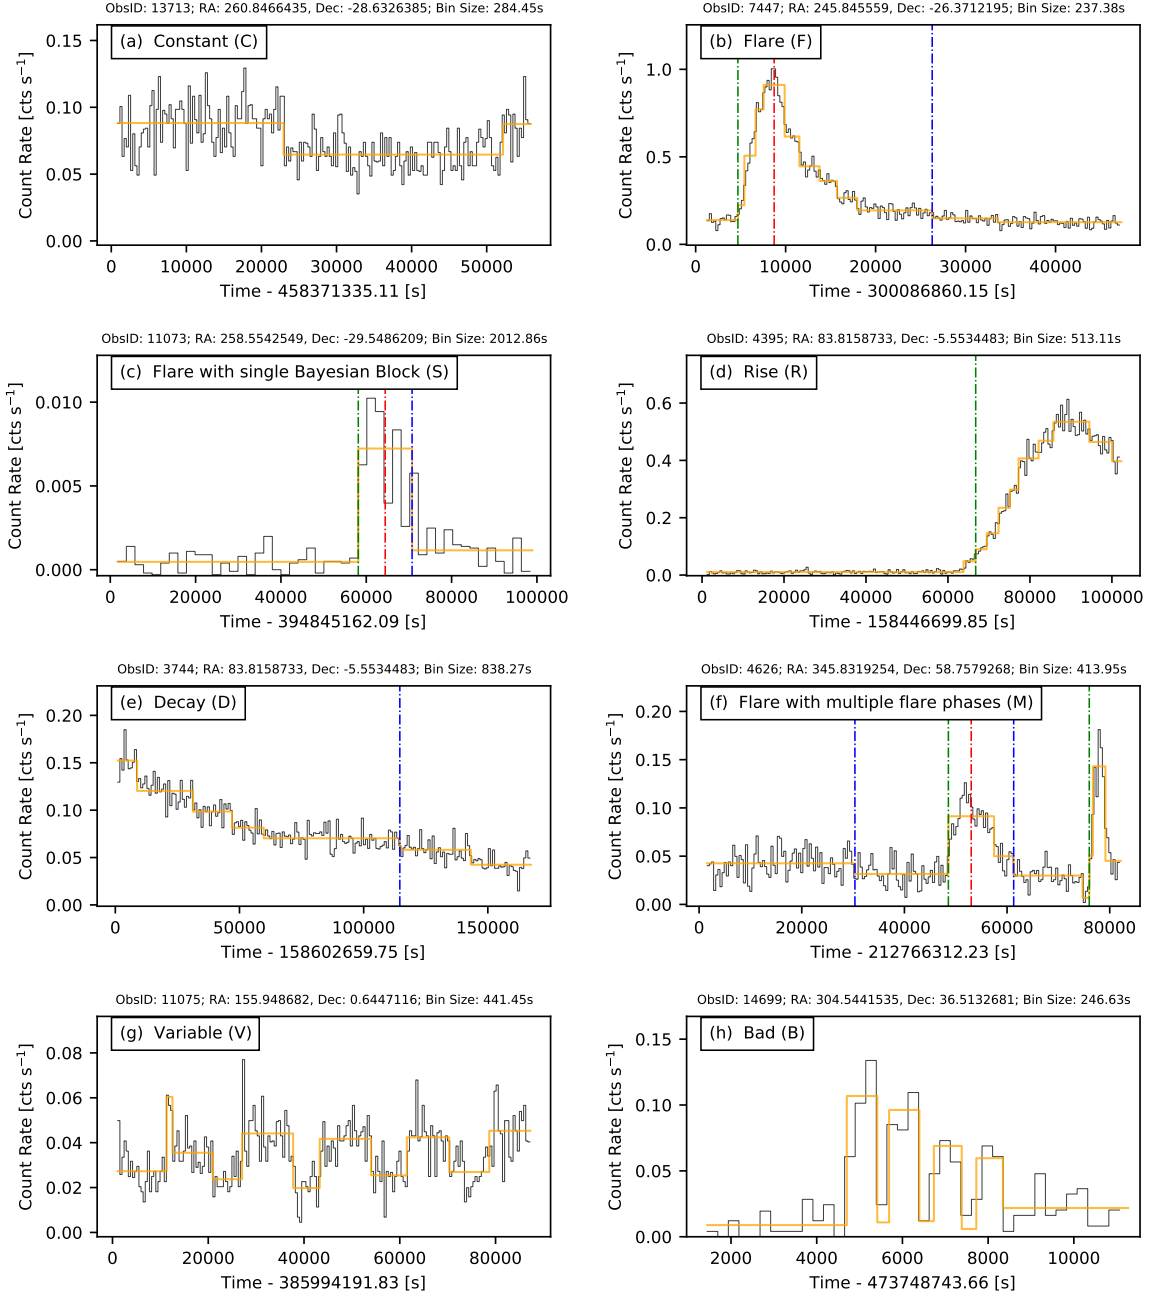 ObsID: 13713; RA: 260.8466435, Dec: -28.6326385; Bin Size: 284.45s
(a) Constant (C)
0.15
0.10
0.05
0.00
Count Rate [cts s⁻¹]
0 10000 20000 30000 40000 50000
Time - 458371335.11 [s]
ObsID: 7447; RA: 245.845559, Dec: -26.3712195; Bin Size: 237.38s
(b) Flare (F)
1.0
0.5
0.0
Count Rate [cts s⁻¹]
0 10000 20000 30000 40000
Time - 300086860.15 [s]
ObsID: 11073; RA: 258.5542549, Dec: -29.5486209; Bin Size: 2012.86s
(c) Flare with single Bayesian Block (S)
0.010
0.005
0.000
Count Rate [cts s⁻¹]
0 20000 40000 60000 80000 100000
Time - 394845162.09 [s]
ObsID: 4395; RA: 83.8158733, Dec: -5.5534483; Bin Size: 513.11s
(d) Rise (R)
0.6
0.4
0.2
0.0
Count Rate [cts s⁻¹]
0 20000 40000 60000 80000 100000
Time - 158446699.85 [s]
ObsID: 3744; RA: 83.8158733, Dec: -5.5534483; Bin Size: 838.27s
(e) Decay (D)
0.20
0.15
0.10
0.05
0.00
Count Rate [cts s⁻¹]
0 50000 100000 150000
Time - 158602659.75 [s]
ObsID: 4626; RA: 345.8319254, Dec: 58.7579268; Bin Size: 413.95s
(f) Flare with multiple flare phases (M)
0.20
0.15
0.10
0.05
0.00
Count Rate [cts s⁻¹]
0 20000 40000 60000 80000
Time - 212766312.23 [s]
ObsID: 11075; RA: 155.948682, Dec: 0.6447116; Bin Size: 441.45s
(g) Variable (V)
0.08
0.06
0.04
0.02
0.00
Count Rate [cts s⁻¹]
0 20000 40000 60000 80000
Time - 385994191.83 [s]
ObsID: 14699; RA: 304.5441535, Dec: 36.5132681; Bin Size: 246.63s
(h) Bad (B)
0.15
0.10
0.05
0.00
Count Rate [cts s⁻¹]
2000 4000 6000 8000 10000
Time - 473748743.66 [s]